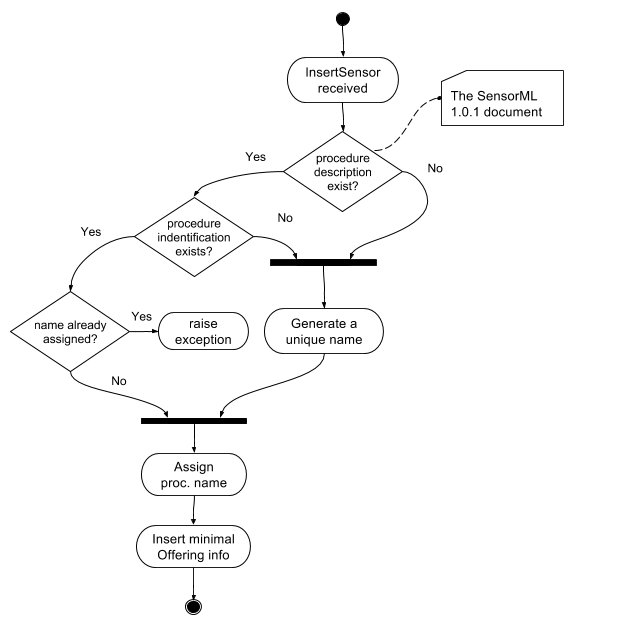 InsertSensor
received
The SensorML
1.0.1 document
procedure
description
exist?
Yes
No
procedure
indentification
exists?
Yes
No
name already
assigned?
Yes
raise
exception
Generate a
unique name
No
Assign
proc. name
Insert minimal
Offering info